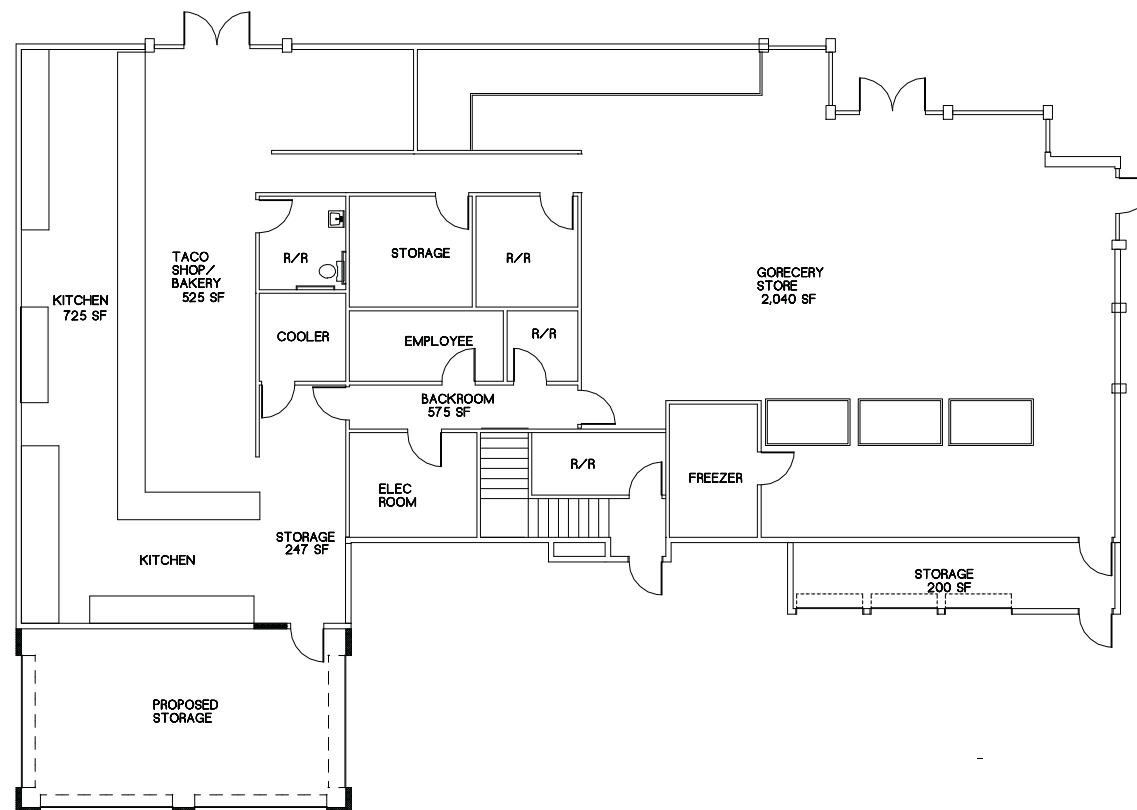 TACO
SHOP/
BAKERY
525 SF
KITCHEN
725 SF
R/R
STORAGE
R/R
GORECERY
STORE
2,040 SF
COOLER
EMPLOYEE
R/R
BACKROOM
575 SF
ELEC
ROOM
R/R
FREEZER
STORAGE
247 SF
KITCHEN
STORAGE
200 SF
PROPOSED
STORAGE